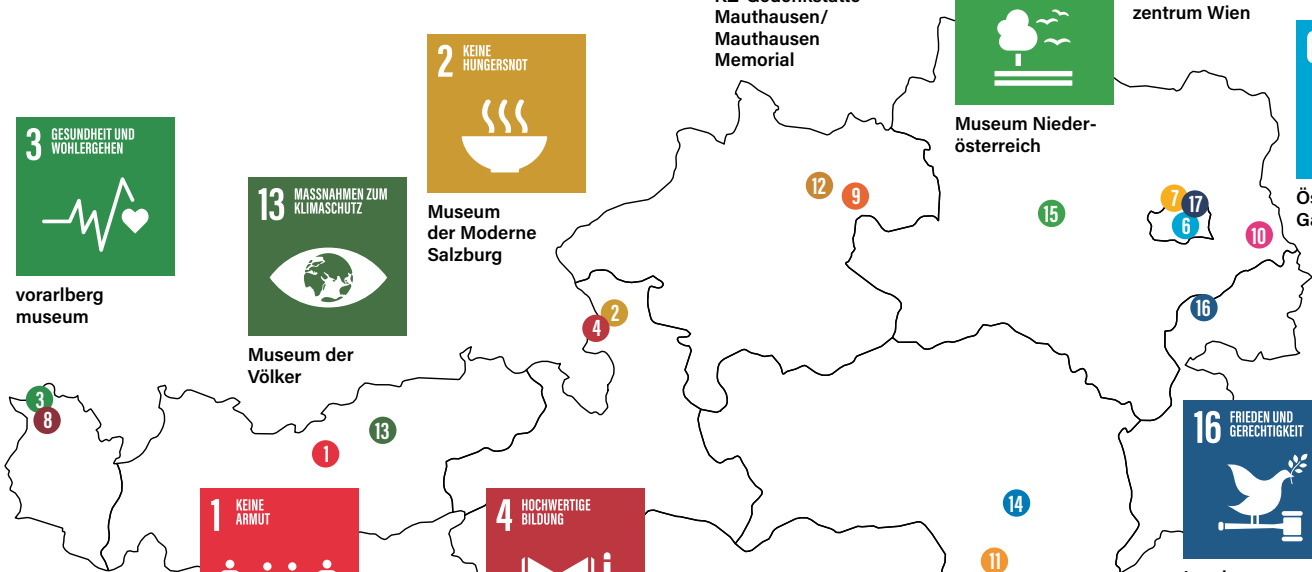 Mauthausen/
Mauthausen
Memorial
zentrum Wien
2 KEINE
HUNGERSNOT
Museum
der Moderne
Salzburg
Museum Nieder-
österreich
3 GESUNDHEIT UND
WOHLERGEHEN
vorarlberg
museum
13 MASSNAHMEN ZUM
KLIMASCHUTZ
Museum der
Völker
12
9
15
7
17
6
10
2
4
16
3
8
13
1
14
11
1 KEINE
ARMUT
4 HOCHWERTIGE
BILDUNG
16 FRIEDEN UND
GERECHTIGKEIT